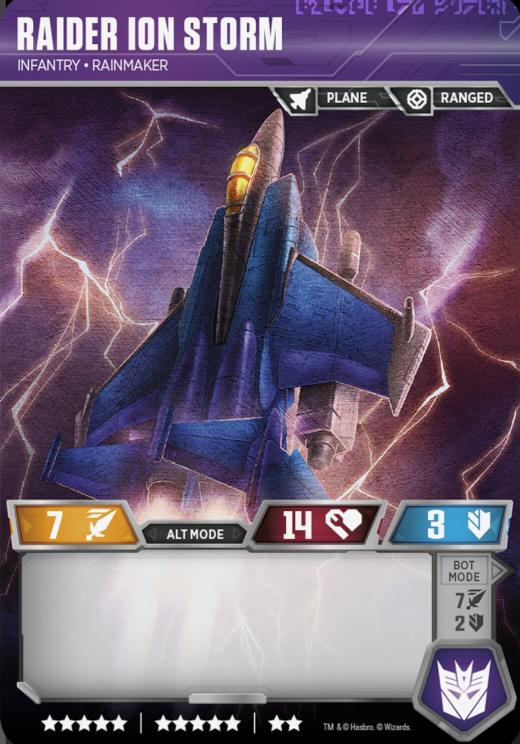 RAIDER ION STORM
INFANTRY • RAINMAKER
PLANE
RANGED
7
ALT MODE
14
3
BOT MODE
7
2
TM & © Hasbro. © Wizards.